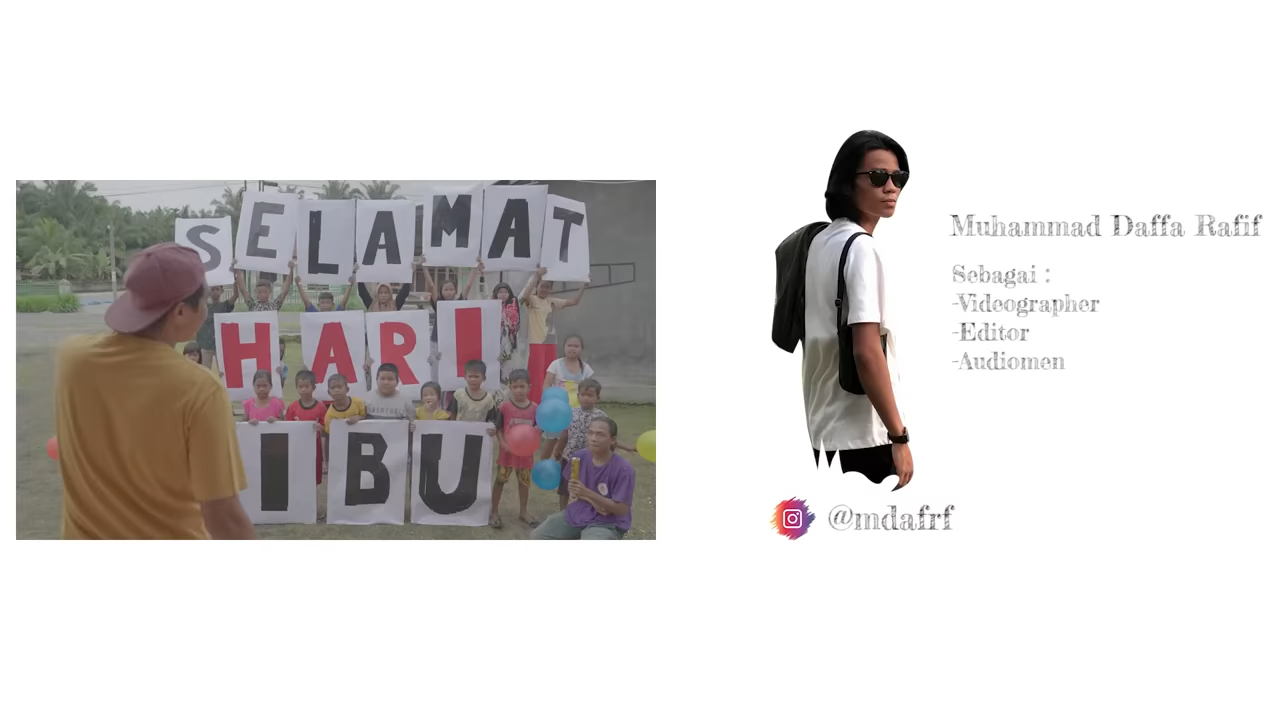 SELAMAT
HARI
IBU
Muhammad Daffa Rafif
Sebagai :
-Videographer
-Editor
-Audiomen
@mdafrf